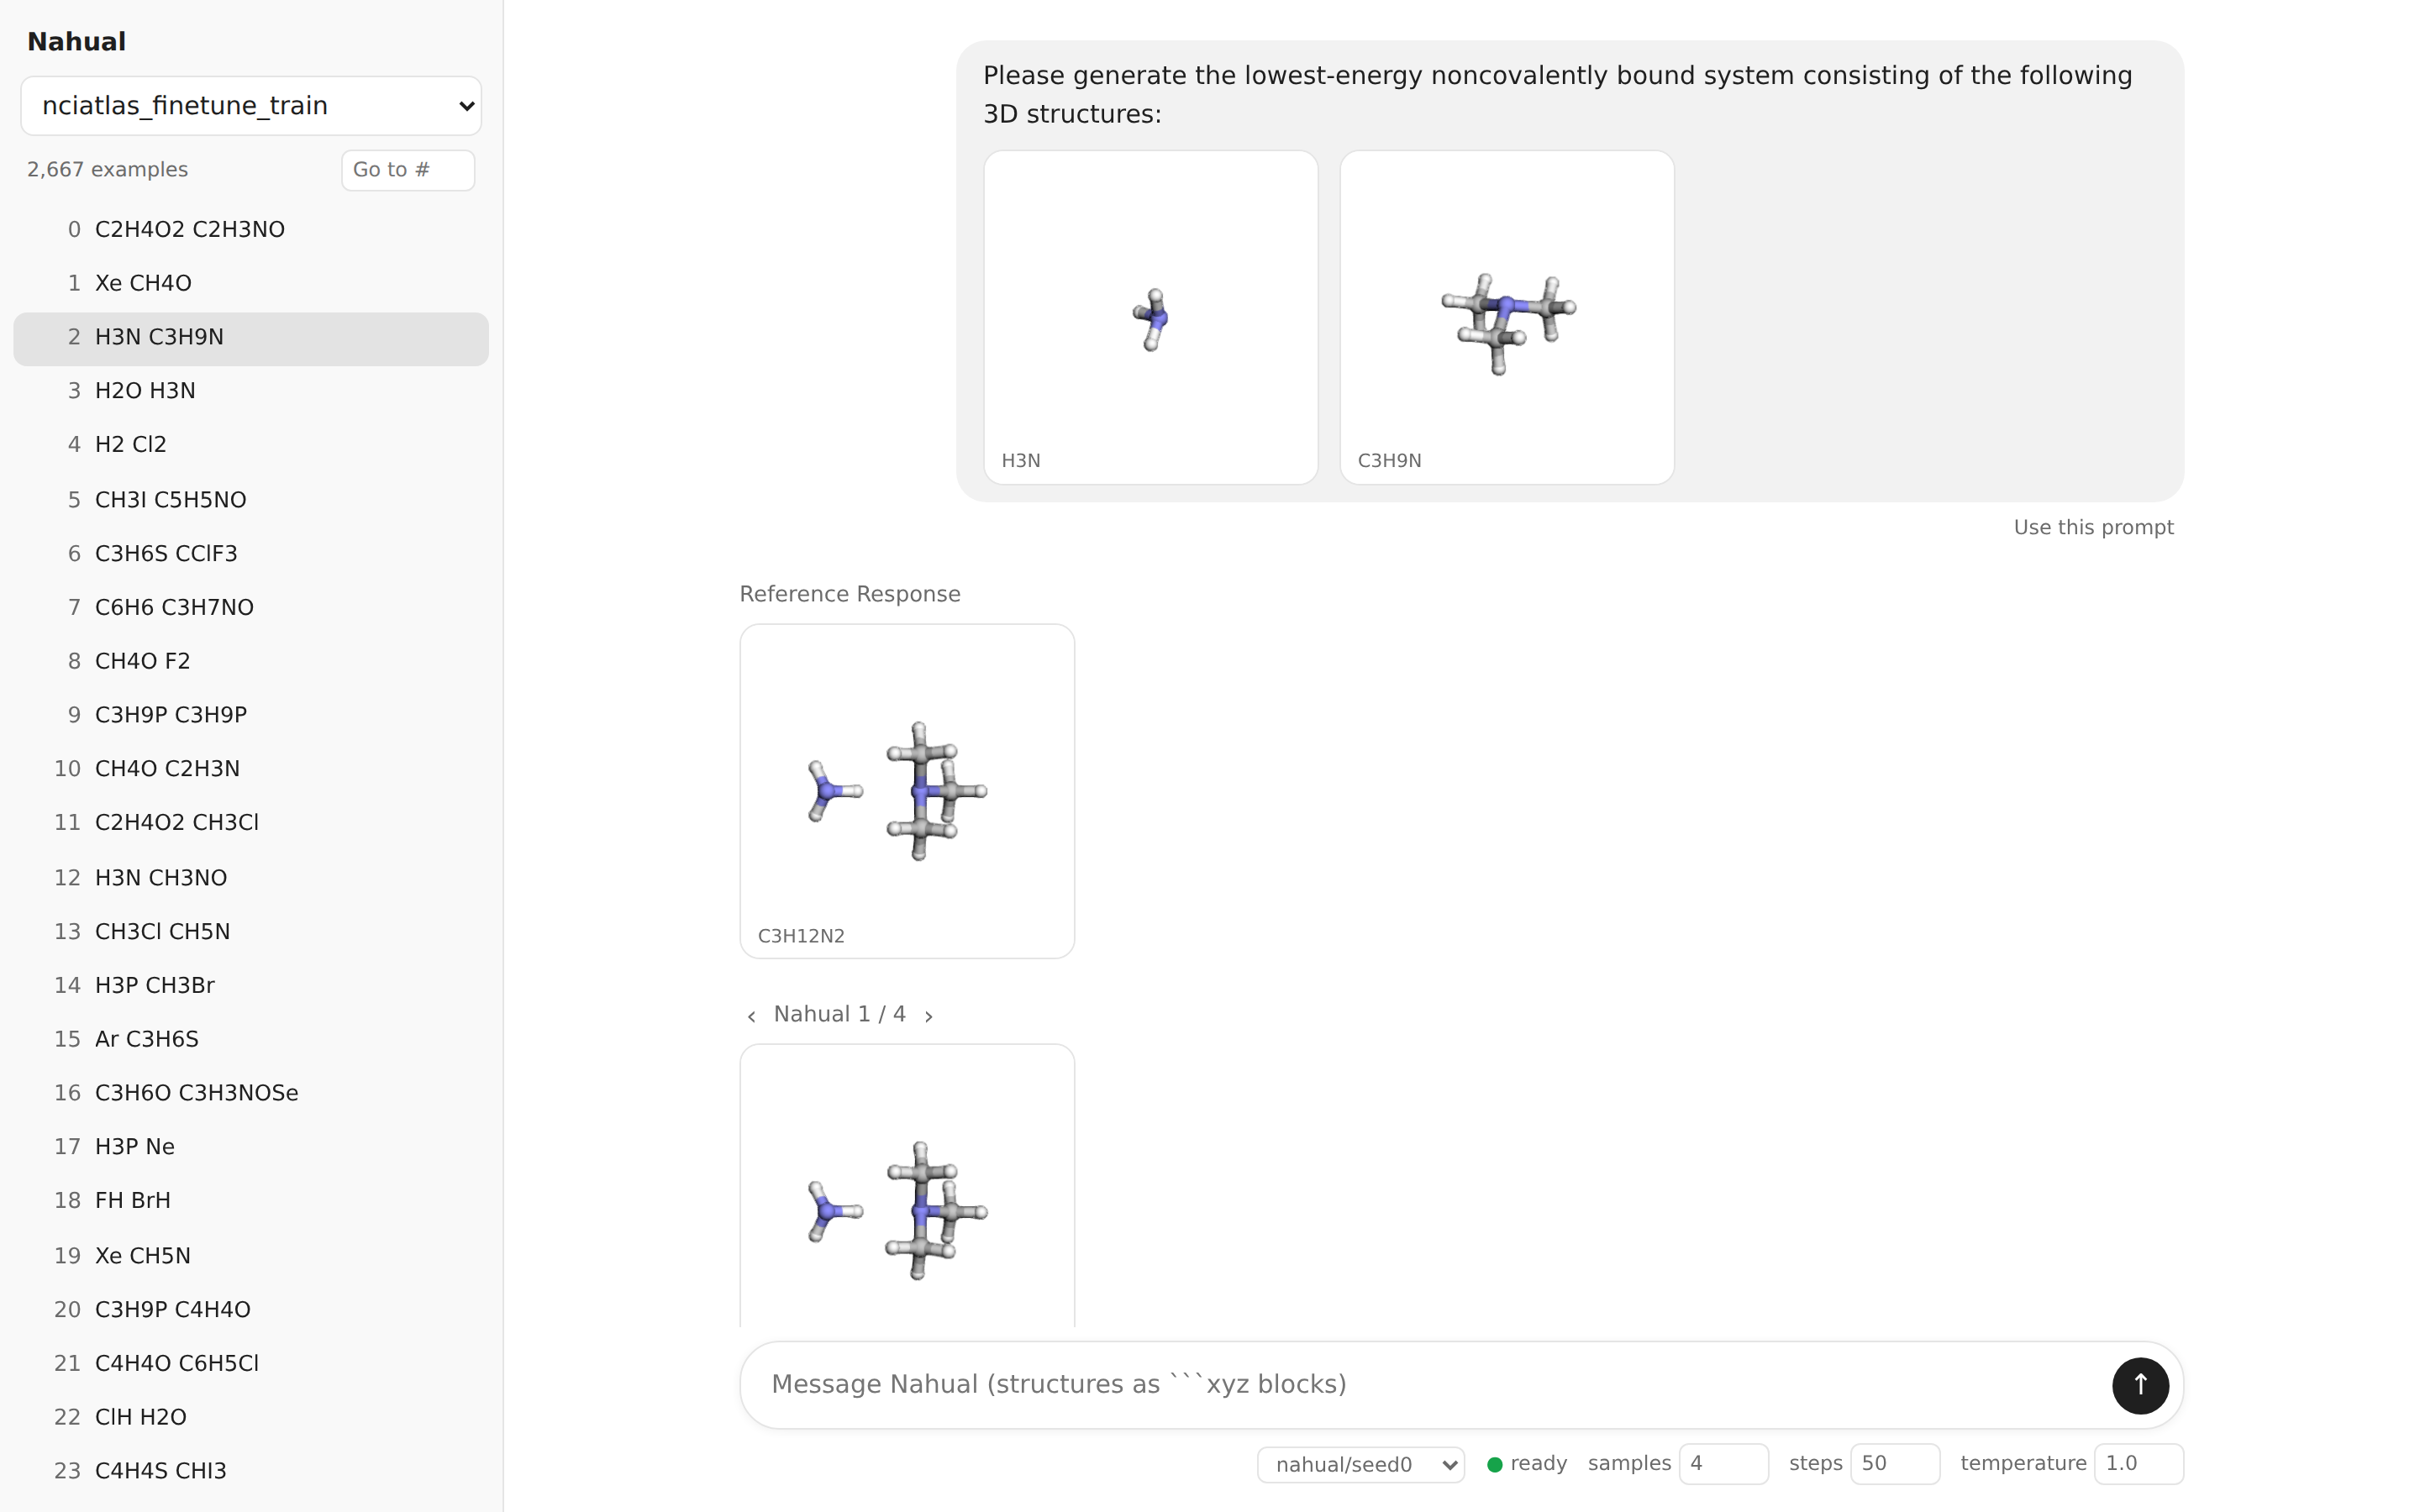 Nahual
nciatlas_finetune_train
2,667 examples
Go to #
0 C2H4O2 C2H3NO
1 Xe CH4O
2 H3N C3H9N
3 H2O H3N
4 H2 Cl2
5 CH3I C5H5NO
6 C3H6S CClF3
7 C6H6 C3H7NO
8 CH4O F2
9 C3H9P C3H9P
10 CH4O C2H3N
11 C2H4O2 CH3Cl
12 H3N CH3NO
13 CH3Cl CH5N
14 H3P CH3Br
15 Ar C3H6S
16 C3H6O C3H3NOSe
17 H3P Ne
18 FH BrH
19 Xe CH5N
20 C3H9P C4H4O
21 C4H4O C6H5Cl
22 ClH H2O
23 C4H4S CHI3
Please generate the lowest-energy noncovalently bound system consisting of the following
3D structures:
H3N
C3H9N
Use this prompt
Reference Response
C3H12N2
‹ Nahual 1 / 4 ›
Message Nahual (structures as ```xyz blocks)
nahual/seed0 ready samples 4 steps 50 temperature 1.0